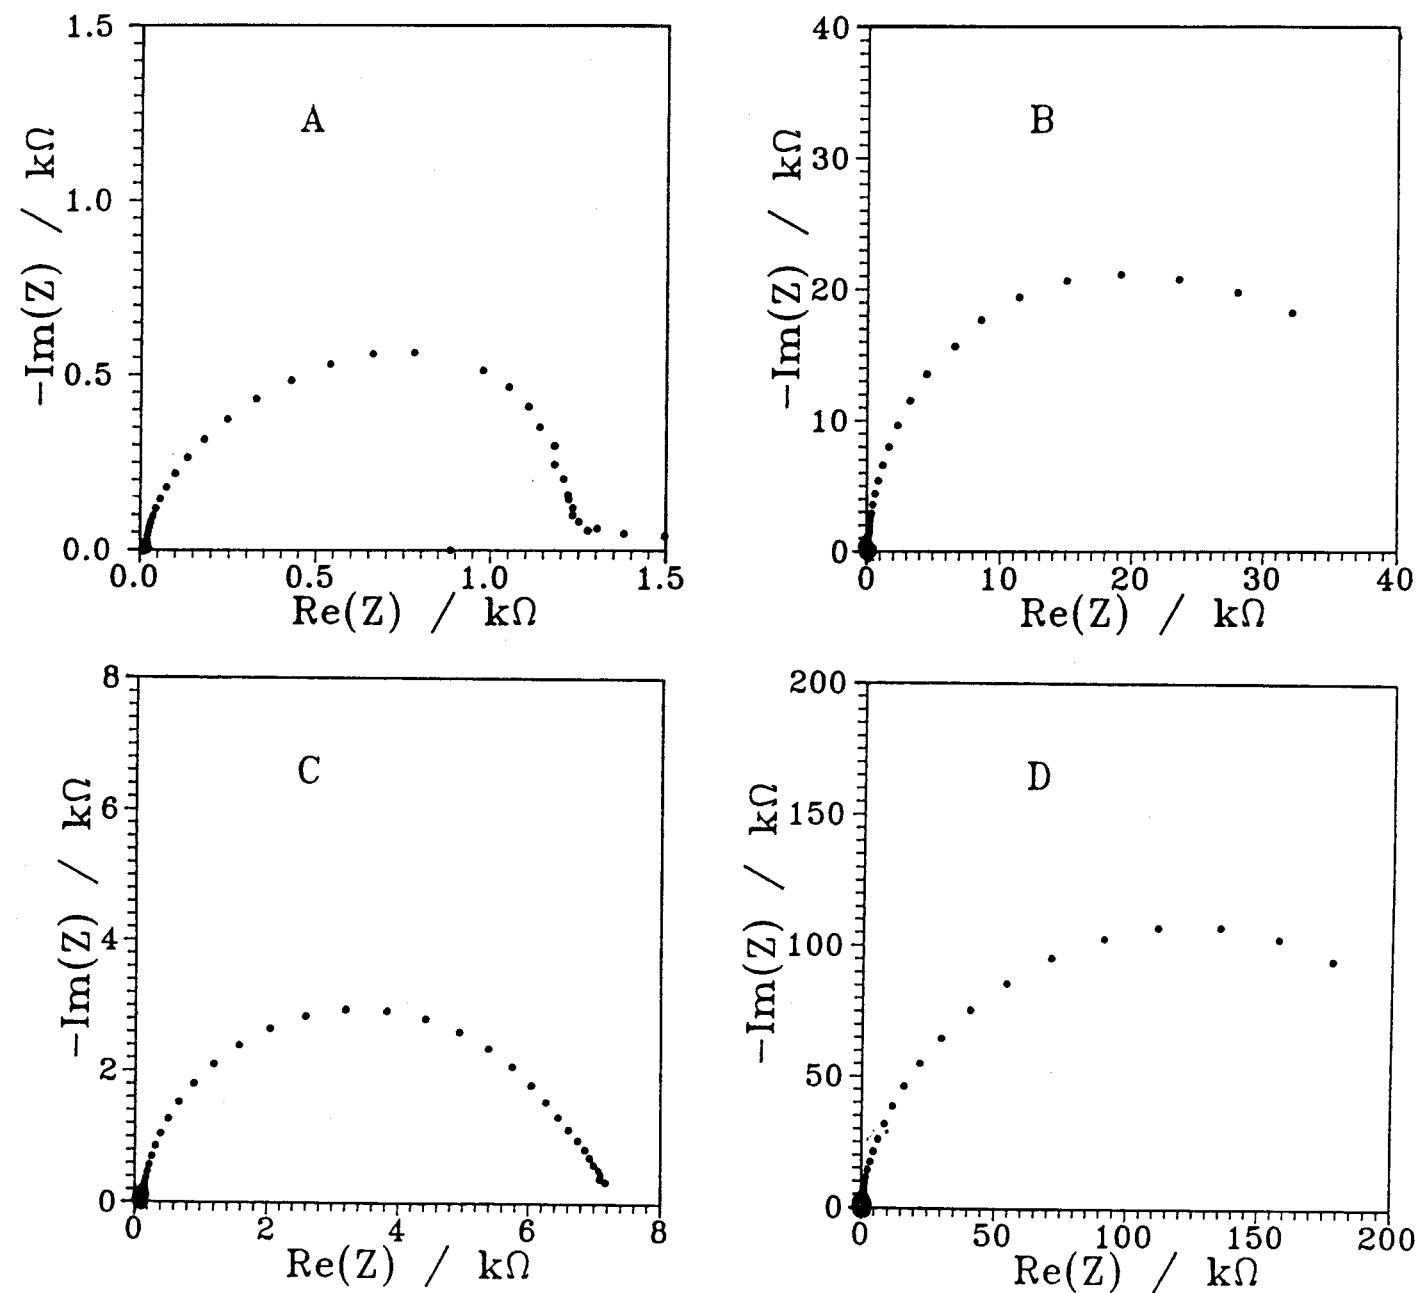 A
1.5
1.0
0.5
0.0
0.0 0.5 1.0 1.5
−Im(Z) / kΩ
Re(Z) / kΩ
B
40
30
20
10
0
0 10 20 30 40
−Im(Z) / kΩ
Re(Z) / kΩ
C
8
6
4
2
0
0 2 4 6 8
−Im(Z) / kΩ
Re(Z) / kΩ
D
200
150
100
50
0
0 50 100 150 200
−Im(Z) / kΩ
Re(Z) / kΩ